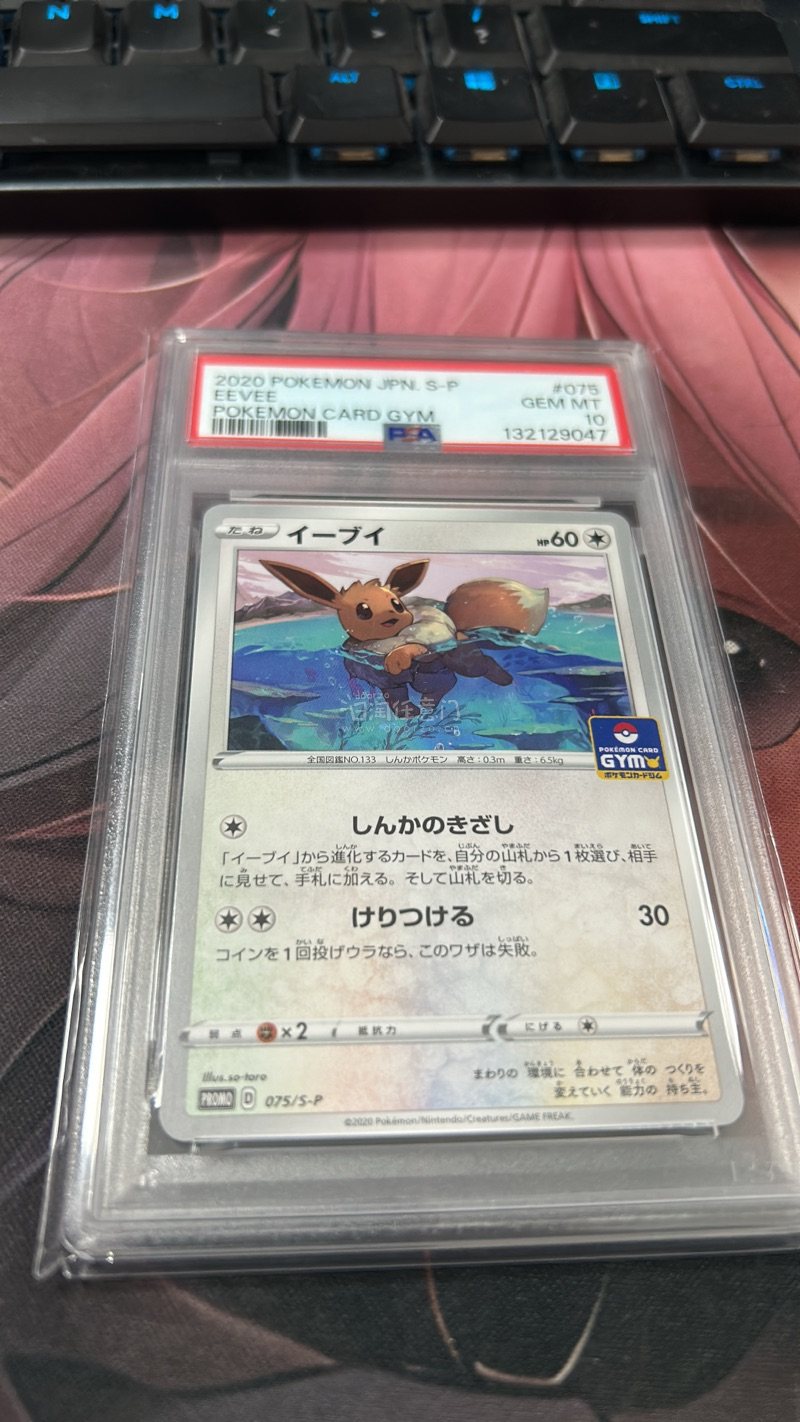 N M < > / ? SHIFT
ALT CTRL
2020 POKEMON JPN. S-P #075
EEVEE GEM MT
POKEMON CARD GYM 10
PSA 132129047
たね イーブイ HP60
日淘任意门
全国図鑑NO.133 しんかポケモン 高さ:0.3m 重さ:6.5kg
POKÉMON CARD
GYM
ポケモンカードジム
しんかのきざし
「イーブイ」から進化するカードを、自分の山札から1枚選び、相手
に見せて、手札に加える。そして山札を切る。
けりつける 30
コインを1回投げウラなら、このワザは失敗。
弱点 ×2 抵抗力 にげる
Illus.so-taro
まわりの 環境に 合わせて 体の つくりを
変えていく 能力の 持ち主。
PROMO D 075/S-P
©2020 Pokémon/Nintendo/Creatures/GAME FREAK.